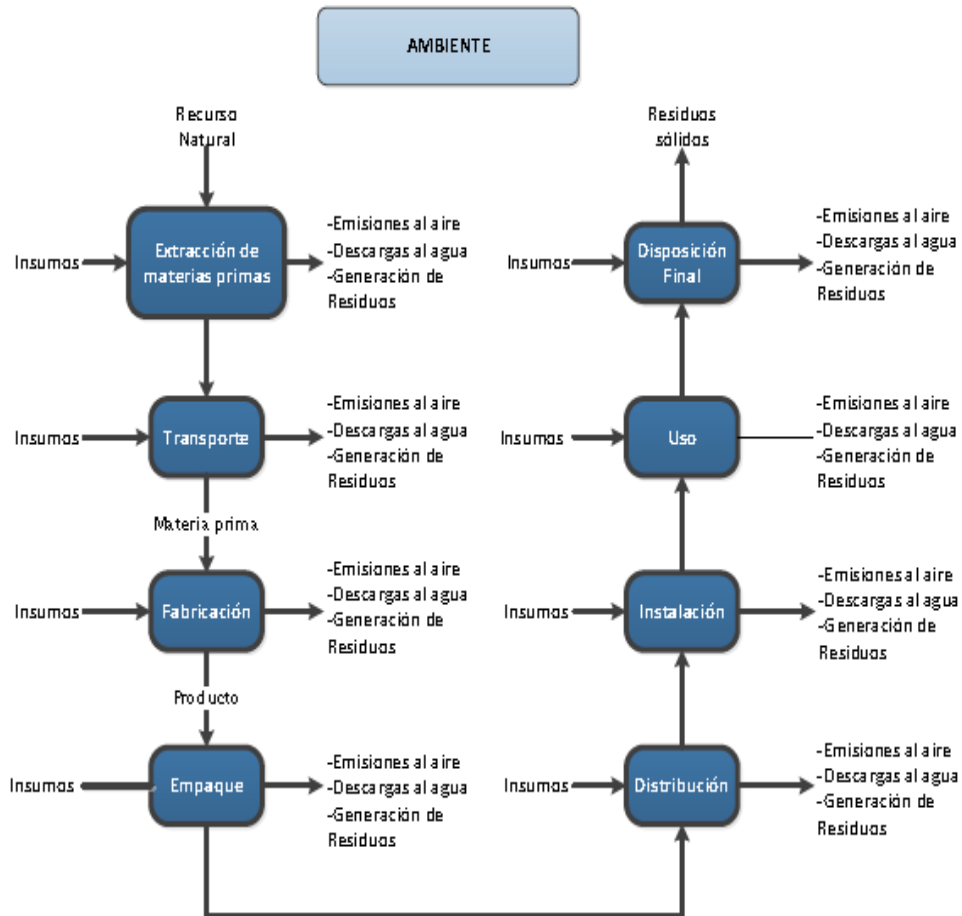 AMBIENTE
Recurso
Natural
Insumos
Extracción de
materias primas
-Emisiones al aire
-Descargas al agua
-Generación de
Residuos
Insumos
Transporte
-Emisiones al aire
-Descargas al agua
-Generación de
Residuos
Materia prima
Insumos
Fabricación
-Emisiones al aire
-Descargas al agua
-Generación de
Residuos
Producto
Insumos
Empaque
-Emisiones al aire
-Descargas al agua
-Generación de
Residuos
Residuos
sólidos
Insumos
Disposición
Final
-Emisiones al aire
-Descargas al agua
-Generación de
Residuos
Insumos
Uso
-Emisiones al aire
-Descargas al agua
-Generación de
Residuos
Insumos
Instalación
-Emisiones al aire
-Descargas al agua
-Generación de
Residuos
Insumos
Distribución
-Emisiones al aire
-Descargas al agua
-Generación de
Residuos